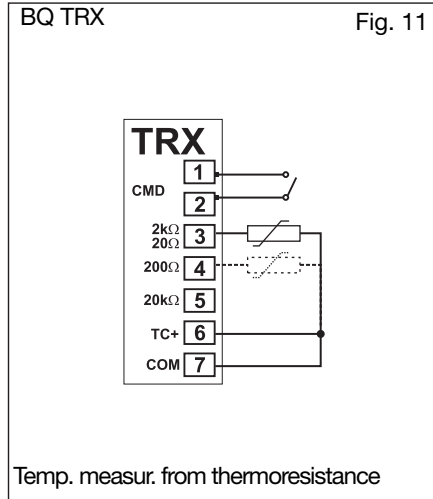 BQ TRX
Fig. 11
TRX
1
CMD
2
2kΩ
20Ω
3
200Ω 4
20kΩ 5
TC+ 6
COM 7
Temp. measur. from thermoresistance